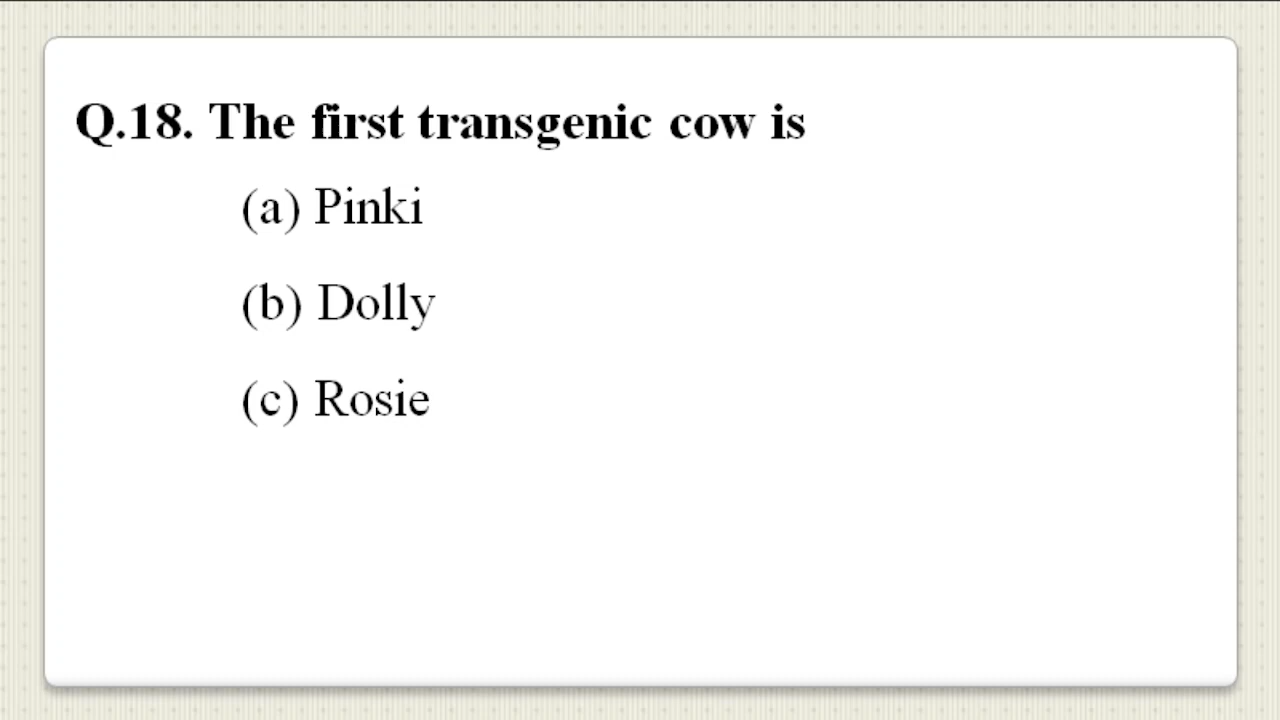 Q.18. The first transgenic cow is
(a) Pinki
(b) Dolly
(c) Rosie